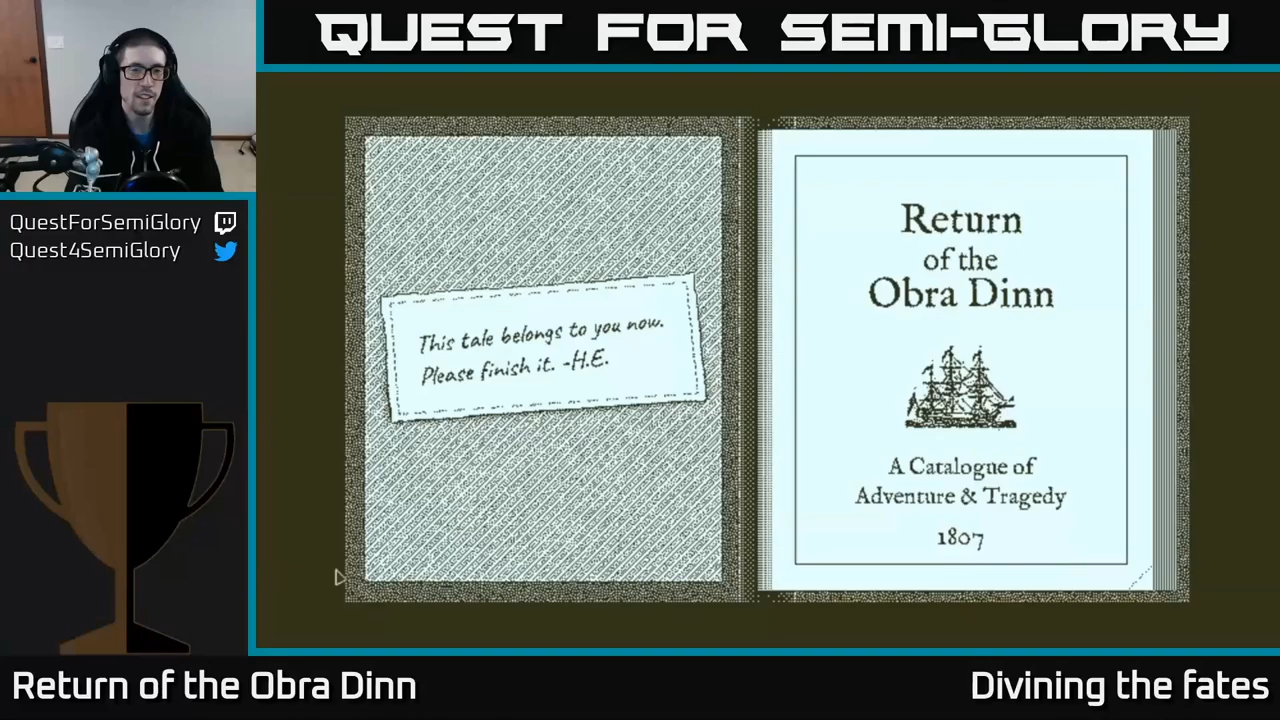 QUEST FOR SEMI-GLORY
QuestForSemiGlory
Quest4SemiGlory
This tale belongs to you now.
Please finish it. -H.E.
Return
of the
Obra Dinn
A Catalogue of
Adventure & Tragedy
1807
Return of the Obra Dinn
Divining the fates